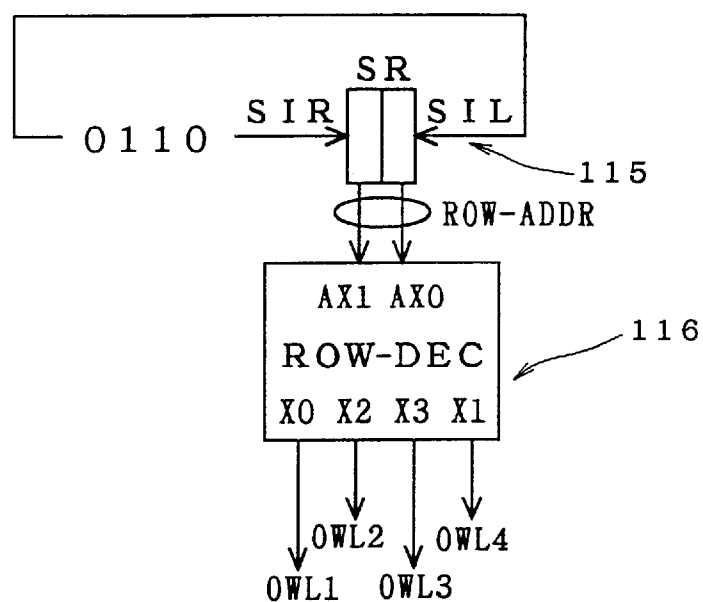 SR
SIR SIL
0110
115
ROW-ADDR
AX1 AX0
ROW-DEC
116
X0 X2 X3 X1
OWL2 OWL4
OWL1 OWL3